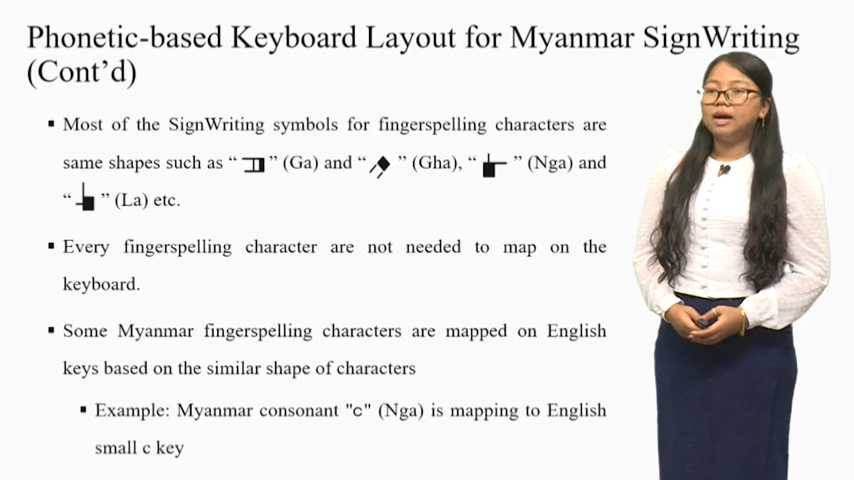 Phonetic-based Keyboard Layout for Myanmar SignWriting
(Cont’d)
▪ Most of the SignWriting symbols for fingerspelling characters are
same shapes such as “ ” (Ga) and “ ” (Gha), “ ” (Nga) and
“ ” (La) etc.
▪ Every fingerspelling character are not needed to map on the
keyboard.
▪ Some Myanmar fingerspelling characters are mapped on English
keys based on the similar shape of characters
▪ Example: Myanmar consonant "င" (Nga) is mapping to English
small c key